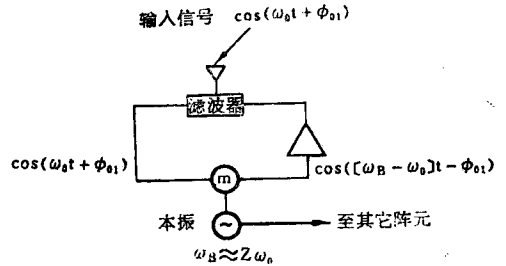 输入信号 cos(ω₀t+ϕ₀₁)
滤波器
cos(ω₀t+ϕ₀₁)
cos([ω_B−ω₀]t−ϕ₀₁)
m
本振
~
至其它阵元
ω_B≈2ω₀